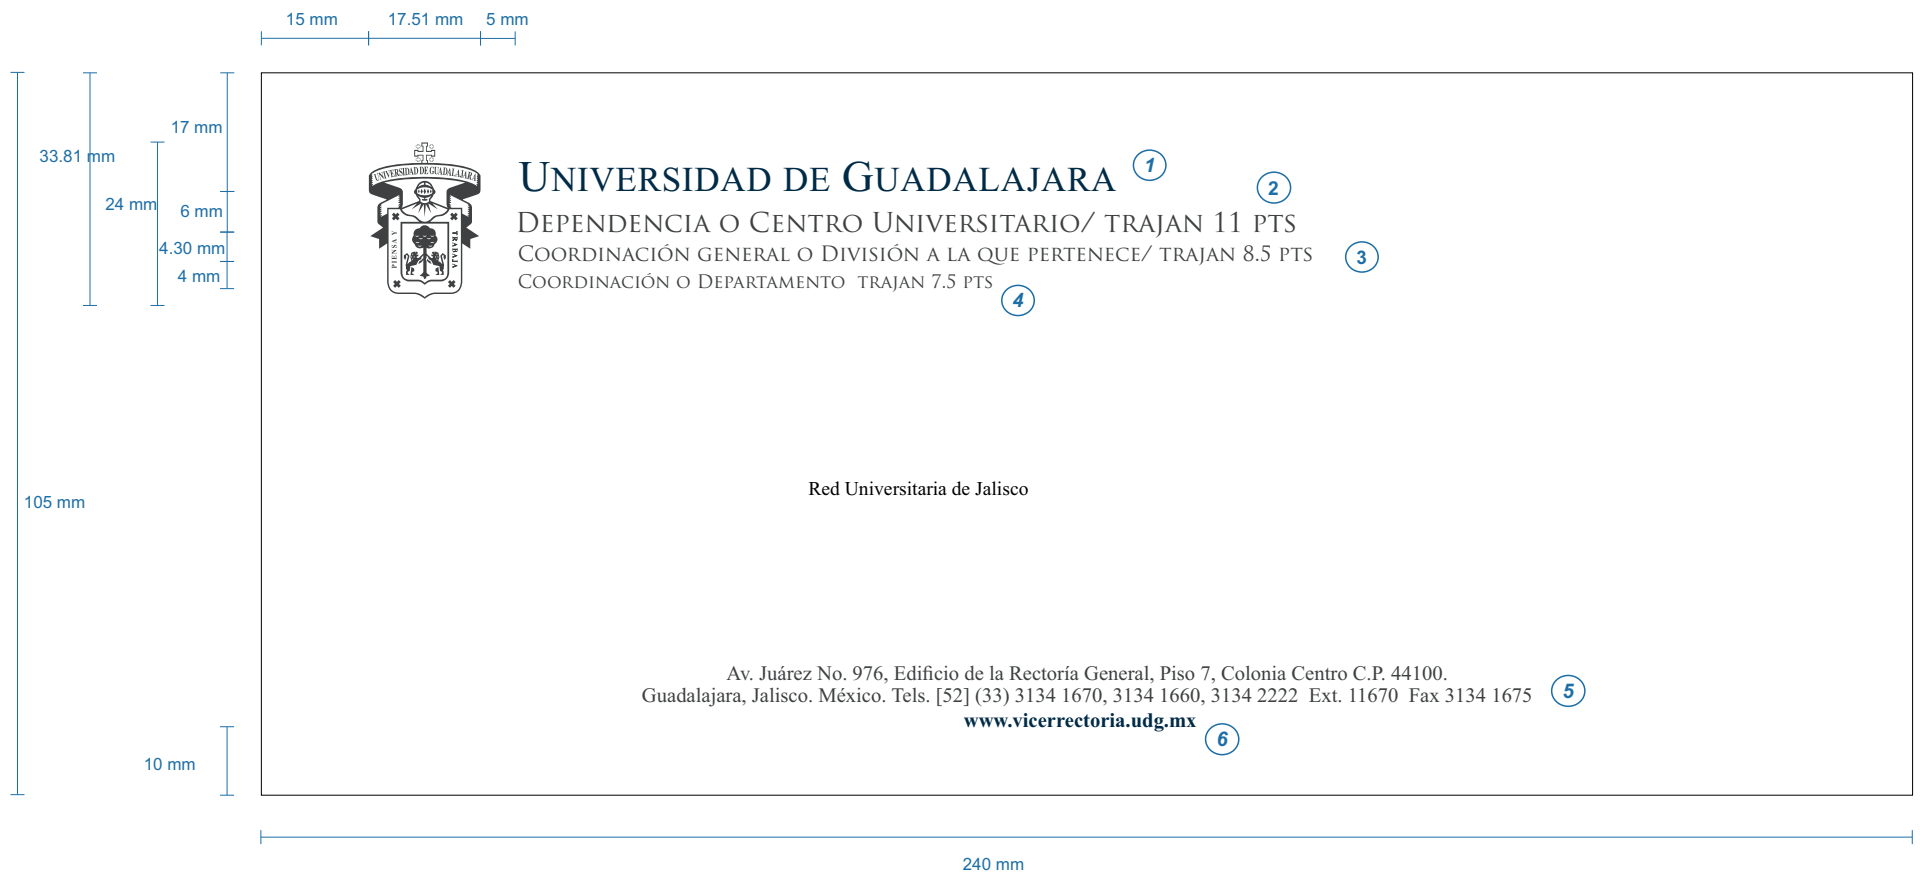 15 mm 17.51 mm 5 mm
17 mm
33.81 mm
24 mm
6 mm
4.30 mm
4 mm
105 mm
10 mm
240 mm
UNIVERSIDAD DE GUADALAJARA
PIENSA Y
TRABAJA
UNIVERSIDAD DE GUADALAJARA 1
2
DEPENDENCIA O CENTRO UNIVERSITARIO/ TRAJAN 11 PTS
COORDINACIÓN GENERAL O DIVISIÓN A LA QUE PERTENECE/ TRAJAN 8.5 PTS 3
COORDINACIÓN O DEPARTAMENTO TRAJAN 7.5 PTS
4
Red Universitaria de Jalisco
Av. Juárez No. 976, Edificio de la Rectoría General, Piso 7, Colonia Centro C.P. 44100.
Guadalajara, Jalisco. México. Tels. [52] (33) 3134 1670, 3134 1660, 3134 2222 Ext. 11670 Fax 3134 1675 5
www.vicerrectoria.udg.mx
6